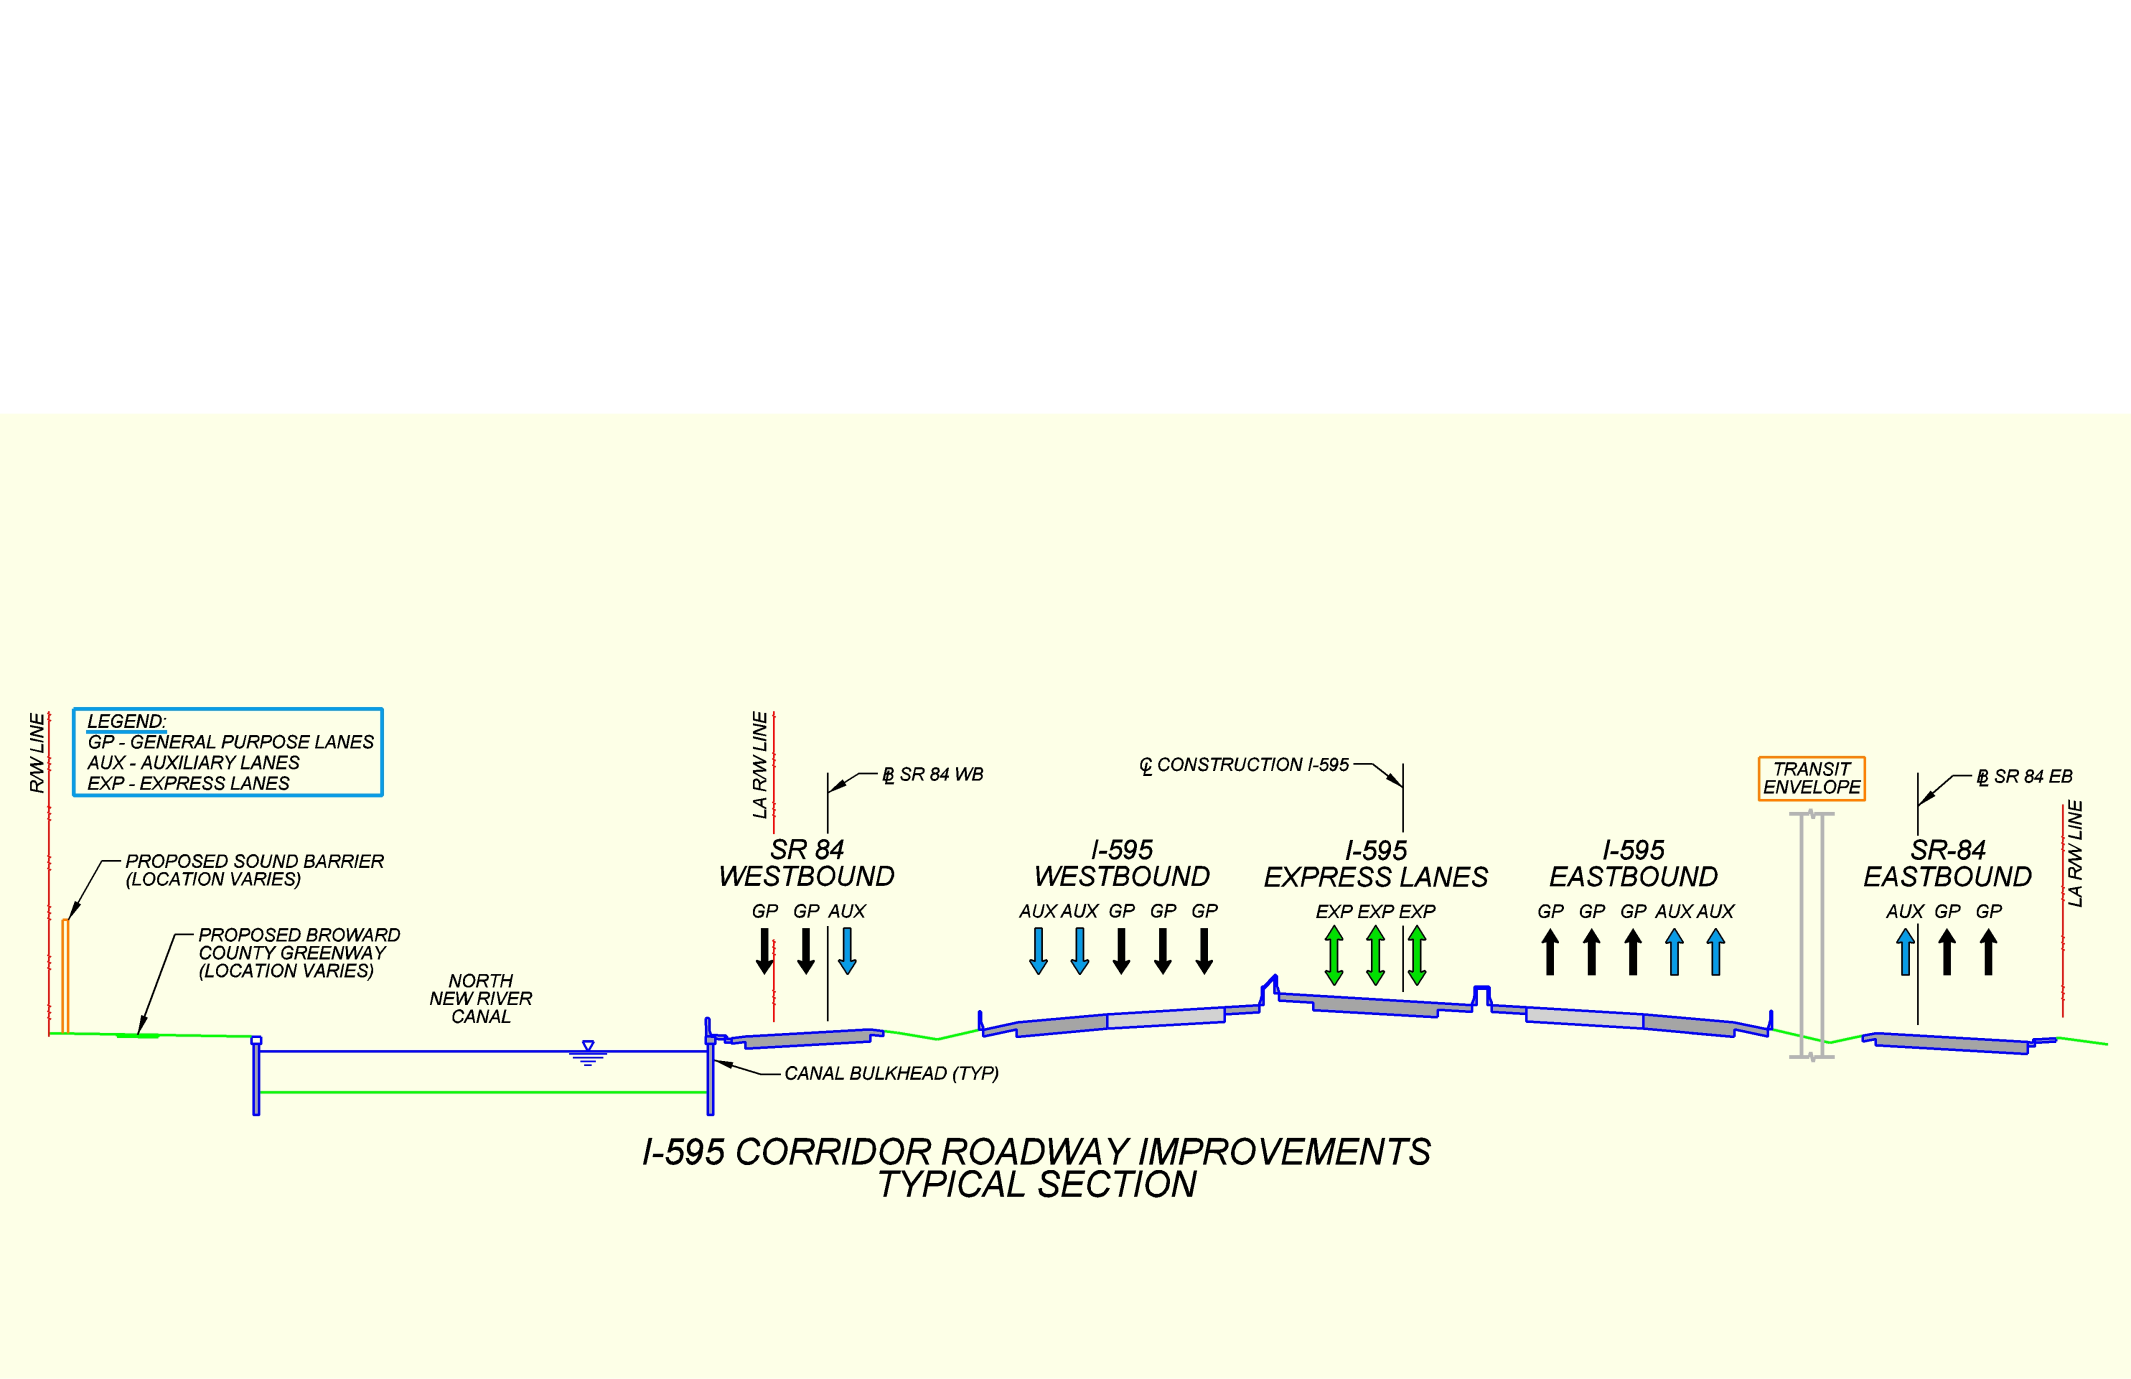 R/W LINE
LEGEND:
GP - GENERAL PURPOSE LANES
AUX - AUXILIARY LANES
EXP - EXPRESS LANES
PROPOSED SOUND BARRIER
(LOCATION VARIES)
PROPOSED BROWARD
COUNTY GREENWAY
(LOCATION VARIES)
NORTH
NEW RIVER
CANAL
LA R/W LINE
℄ CONSTRUCTION I-595
BL SR 84 WB
TRANSIT
ENVELOPE
BL SR 84 EB
LA R/W LINE
SR 84
WESTBOUND
GP GP AUX
I-595
WESTBOUND
AUX AUX GP GP GP
I-595
EXPRESS LANES
EXP EXP EXP
I-595
EASTBOUND
GP GP GP AUX AUX
SR-84
EASTBOUND
AUX GP GP
CANAL BULKHEAD (TYP)
I-595 CORRIDOR ROADWAY IMPROVEMENTS
TYPICAL SECTION